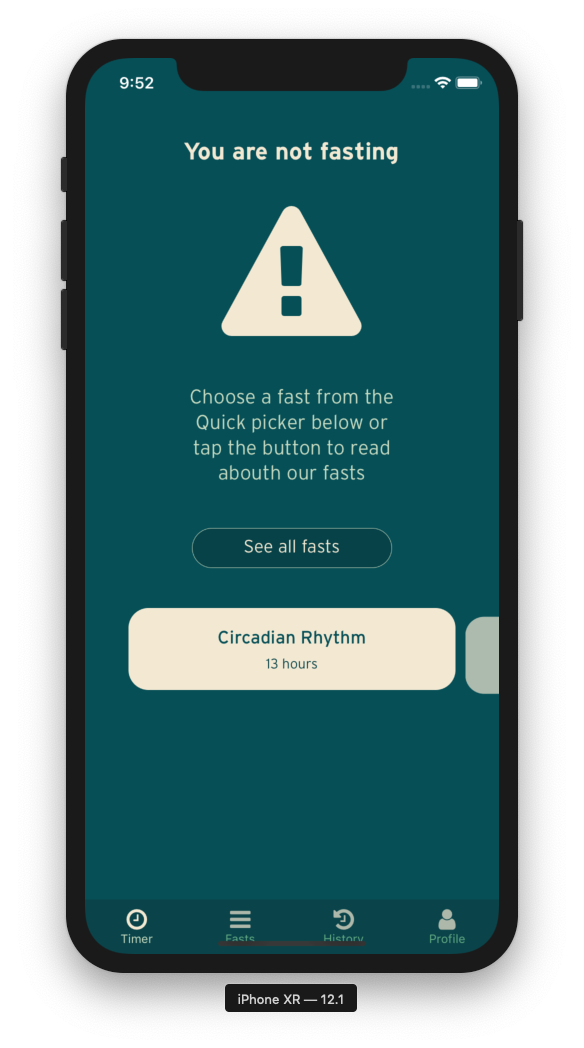 9:52
You are not fasting
Choose a fast from the
Quick picker below or
tap the button to read
abouth our fasts
See all fasts
Circadian Rhythm
13 hours
Timer
Fasts
History
Profile
iPhone XR — 12.1